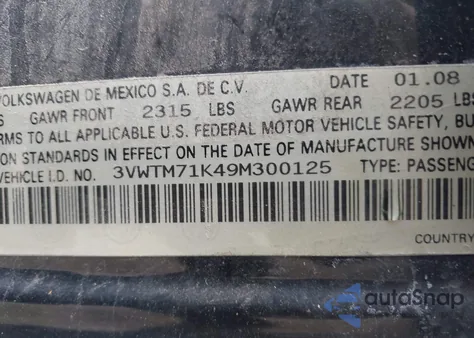 VOLKSWAGEN DE MEXICO S.A. DE C.V. DATE 01.08
S GAWR FRONT 2315 LBS GAWR REAR 2205 LBS
RMS TO ALL APPLICABLE U.S. FEDERAL MOTOR VEHICLE SAFETY, BU
ON STANDARDS IN EFFECT ON THE DATE OF MANUFACTURE SHOWN
VEHICLE I.D. NO. 3VWTM71K49M300125 TYPE: PASSENG
COUNTRY
autoSnap